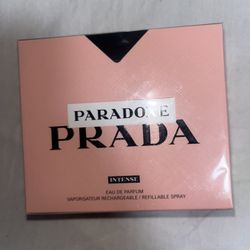 PARADOXE
PRADA
INTENSE
EAU DE PARFUM
VAPORISATEUR RECHARGEABLE / REFILLABLE SPRAY